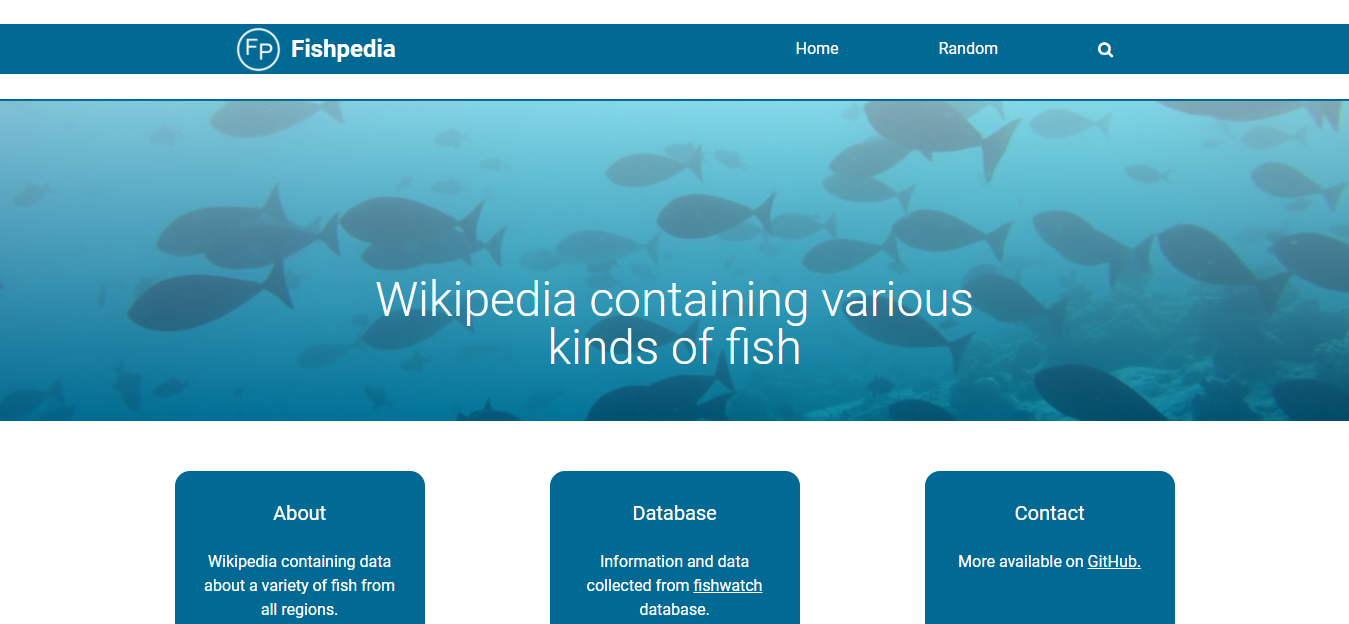 FP Fishpedia Home Random
Wikipedia containing various
kinds of fish
About
Wikipedia containing data
about a variety of fish from
all regions.
Database
Information and data
collected from fishwatch
database.
Contact
More available on GitHub.